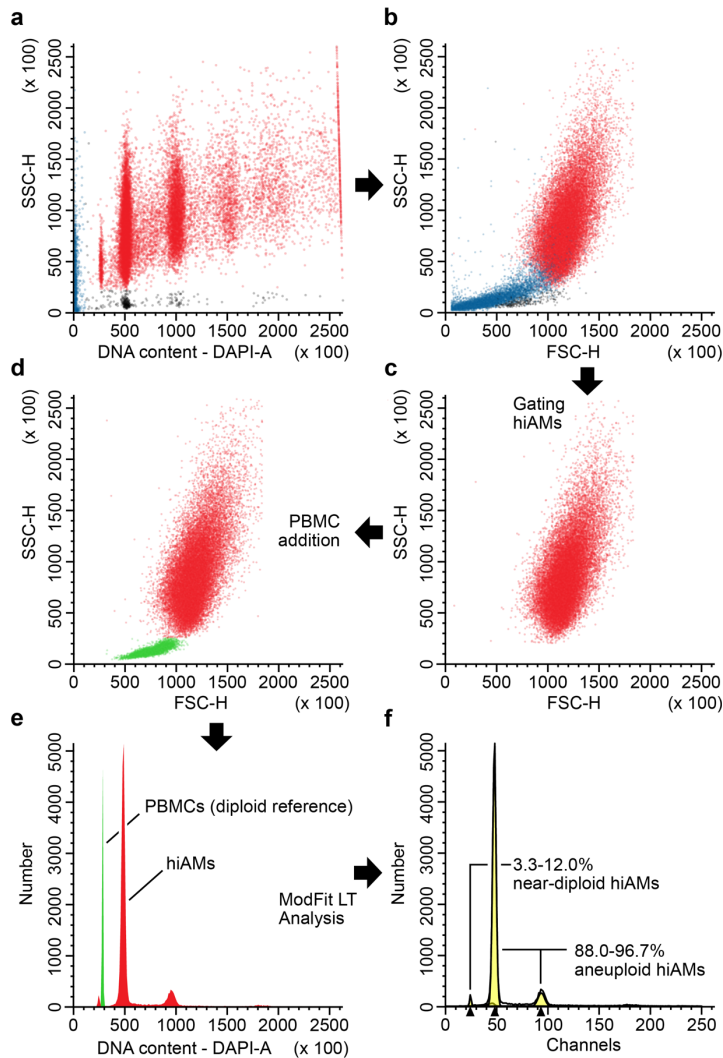 a
SSC-H
(x 100)
0
500
1000
1500
2000
2500
0
500
1000
1500
2000
2500
DNA content - DAPI-A
(x 100)
b
SSC-H
(x 100)
0
500
1000
1500
2000
2500
0
500
1000
1500
2000
2500
FSC-H
(x 100)
c
Gating
hiAMs
SSC-H
(x 100)
0
500
1000
1500
2000
2500
0
500
1000
1500
2000
2500
FSC-H
(x 100)
d
PBMC
addition
SSC-H
(x 100)
0
500
1000
1500
2000
2500
0
500
1000
1500
2000
2500
FSC-H
(x 100)
e
Number
0
1000
2000
3000
4000
5000
PBMCs (diploid reference)
hiAMs
0
500
1000
1500
2000
2500
DNA content - DAPI-A
(x 100)
ModFit LT
Analysis
f
Number
0
1000
2000
3000
4000
5000
3.3-12.0%
near-diploid hiAMs
88.0-96.7%
aneuploid hiAMs
0
50
100
150
200
250
Channels